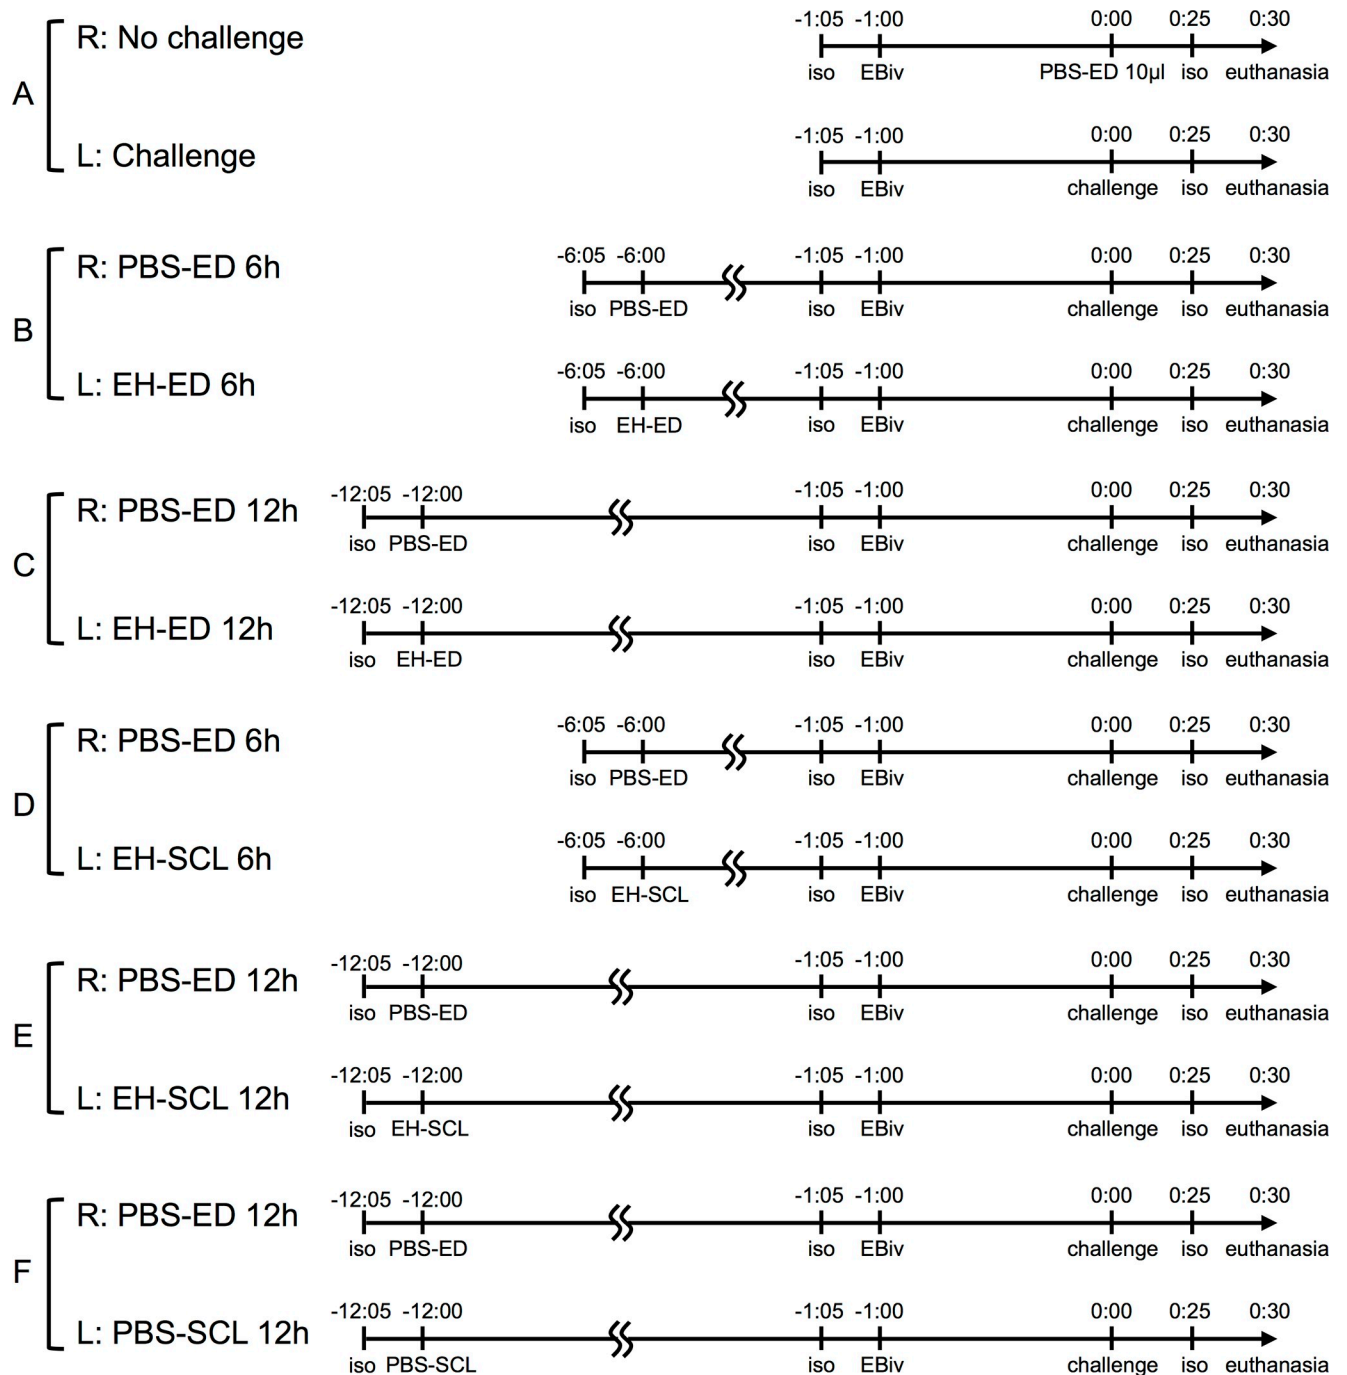 A
R: No challenge
-1:05 -1:00 0:00 0:25 0:30
iso EBiv PBS-ED 10µl iso euthanasia
L: Challenge
-1:05 -1:00 0:00 0:25 0:30
iso EBiv challenge iso euthanasia
B
R: PBS-ED 6h
-6:05 -6:00 -1:05 -1:00 0:00 0:25 0:30
iso PBS-ED iso EBiv challenge iso euthanasia
L: EH-ED 6h
-6:05 -6:00 -1:05 -1:00 0:00 0:25 0:30
iso EH-ED iso EBiv challenge iso euthanasia
C
R: PBS-ED 12h
-12:05 -12:00 -1:05 -1:00 0:00 0:25 0:30
iso PBS-ED iso EBiv challenge iso euthanasia
L: EH-ED 12h
-12:05 -12:00 -1:05 -1:00 0:00 0:25 0:30
iso EH-ED iso EBiv challenge iso euthanasia
D
R: PBS-ED 6h
-6:05 -6:00 -1:05 -1:00 0:00 0:25 0:30
iso PBS-ED iso EBiv challenge iso euthanasia
L: EH-SCL 6h
-6:05 -6:00 -1:05 -1:00 0:00 0:25 0:30
iso EH-SCL iso EBiv challenge iso euthanasia
E
R: PBS-ED 12h
-12:05 -12:00 -1:05 -1:00 0:00 0:25 0:30
iso PBS-ED iso EBiv challenge iso euthanasia
L: EH-SCL 12h
-12:05 -12:00 -1:05 -1:00 0:00 0:25 0:30
iso EH-SCL iso EBiv challenge iso euthanasia
F
R: PBS-ED 12h
-12:05 -12:00 -1:05 -1:00 0:00 0:25 0:30
iso PBS-ED iso EBiv challenge iso euthanasia
L: PBS-SCL 12h
-12:05 -12:00 -1:05 -1:00 0:00 0:25 0:30
iso PBS-SCL iso EBiv challenge iso euthanasia